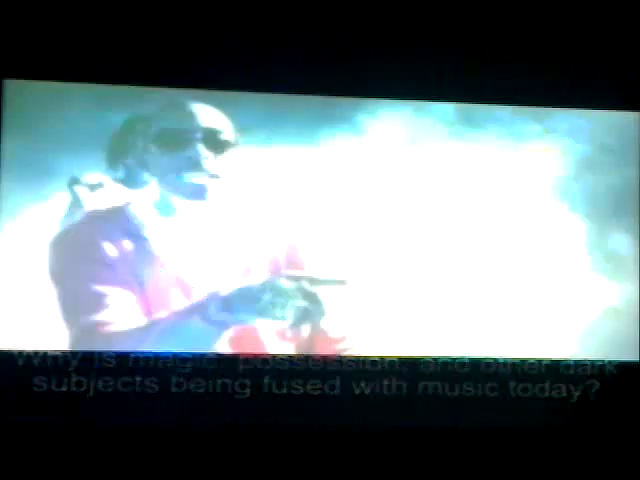 Why is magic, possession, and other dark
subjects being fused with music today?